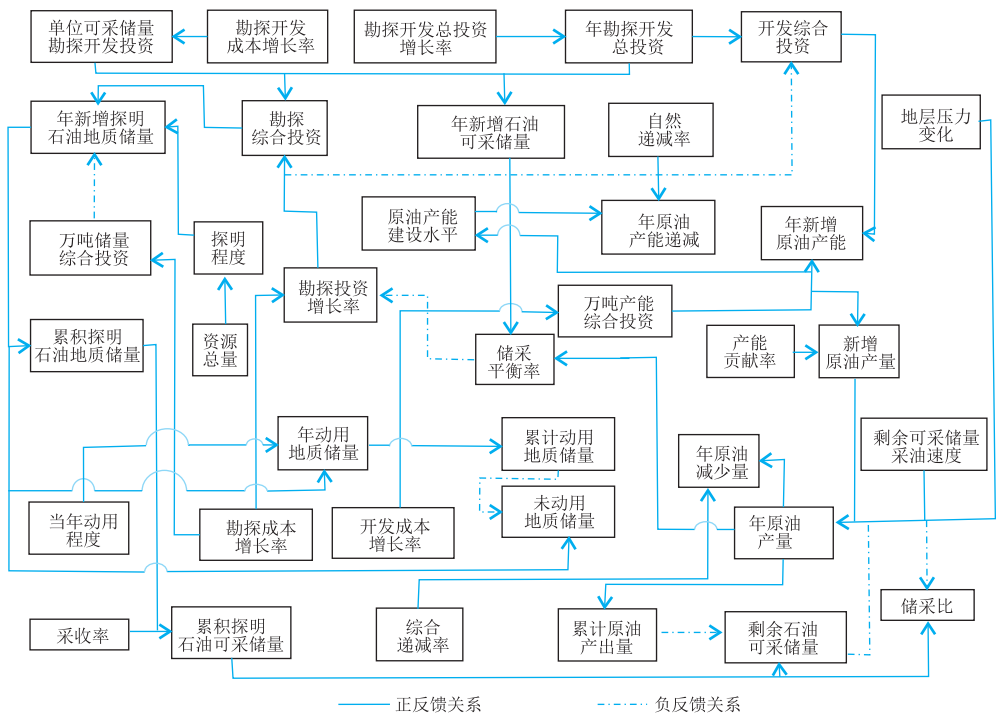 单位可采储量
勘探开发投资
勘探开发
成本增长率
勘探开发总投资
增长率
年勘探开发
总投资
开发综合
投资
年新增探明
石油地质储量
勘探
综合投资
年新增石油
可采储量
自然
递减率
地层压力
变化
万吨储量
综合投资
探明
程度
原油产能
建设水平
年原油
产能递减
年新增
原油产能
勘探投资
增长率
万吨产能
综合投资
累积探明
石油地质储量
资源
总量
储采
平衡率
产能
贡献率
新增
原油产量
年动用
地质储量
累计动用
地质储量
年原油
减少量
剩余可采储量
采油速度
未动用
地质储量
当年动用
程度
勘探成本
增长率
开发成本
增长率
年原油
产量
储采比
采收率
累积探明
石油可采储量
综合
递减率
累计原油
产出量
剩余石油
可采储量
正反馈关系
负反馈关系